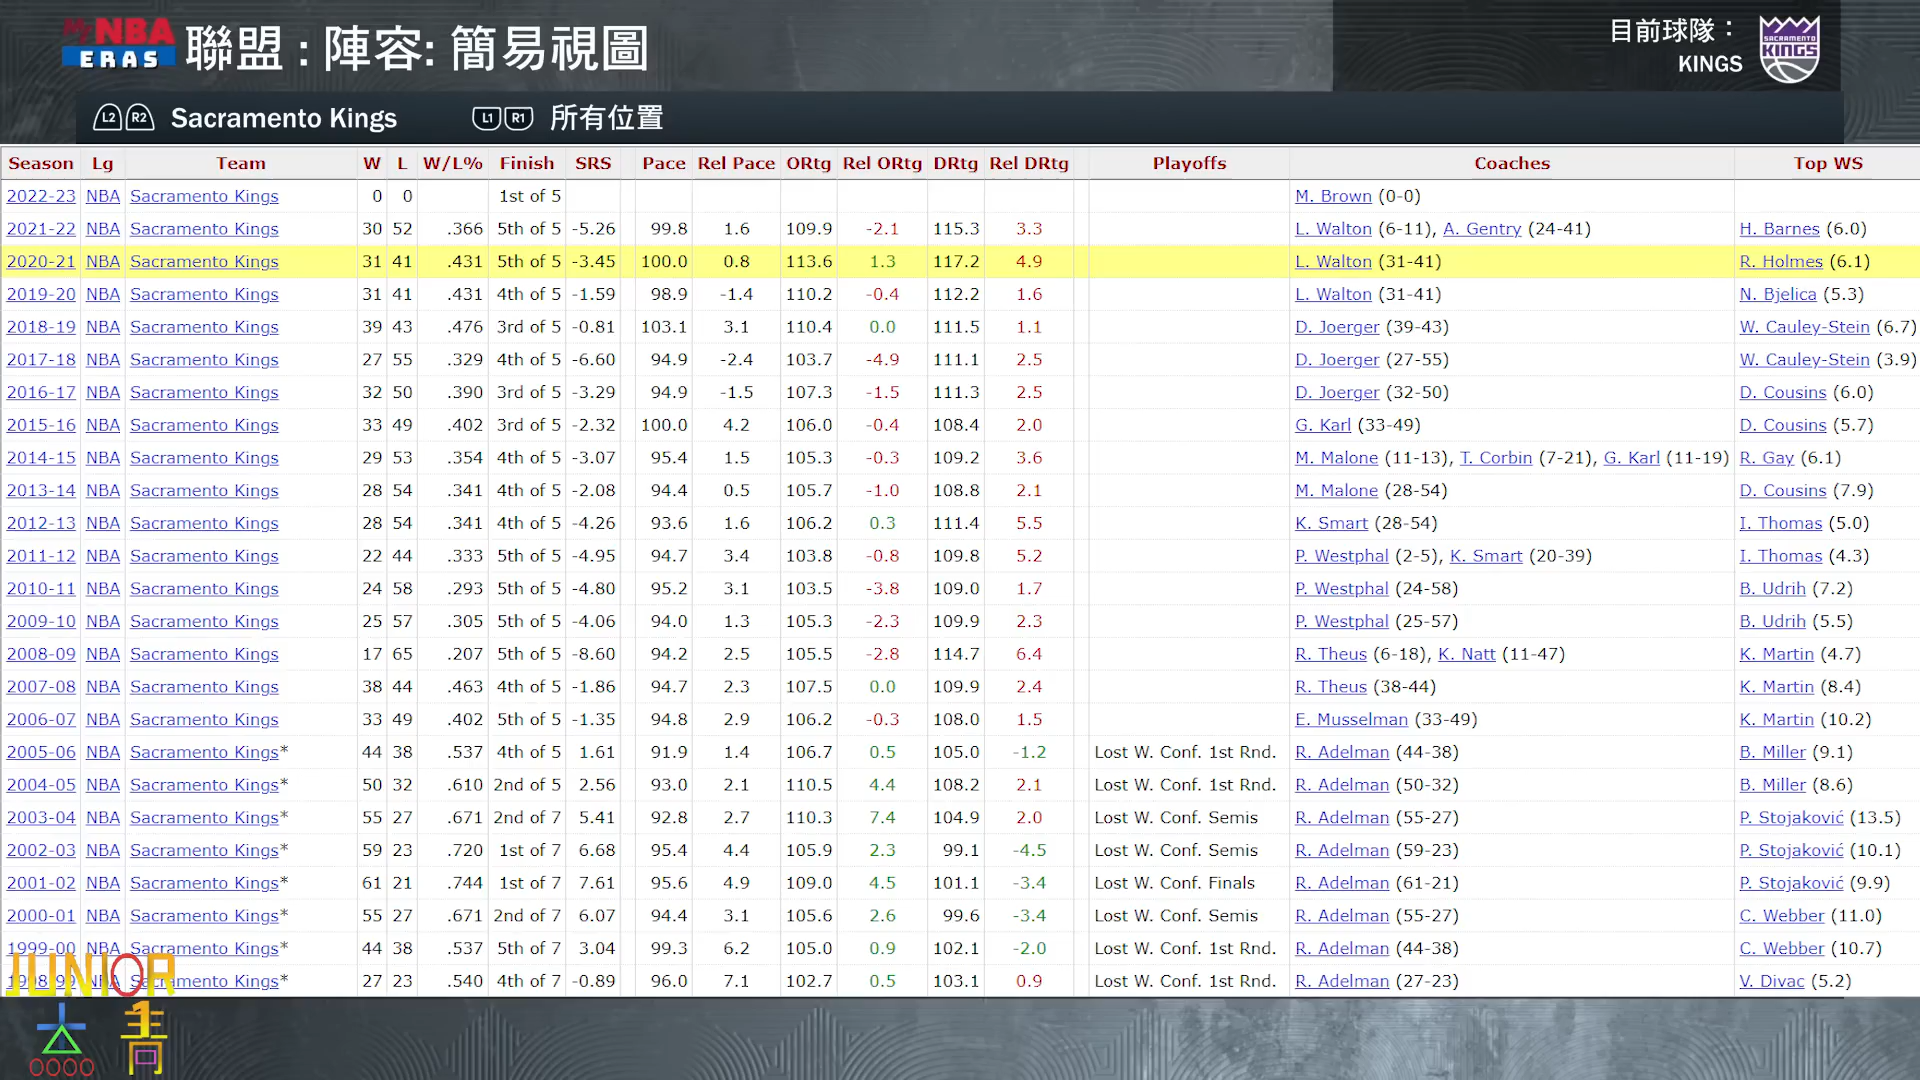 MyNBA ERAS 聯盟 : 陣容: 簡易視圖
目前球隊：
KINGS
SACRAMENTO KINGS
L2 R2 Sacramento Kings L1 R1 所有位置
Season Lg Team W L W/L% Finish SRS Pace Rel Pace ORtg Rel ORtg DRtg Rel DRtg Playoffs Coaches Top WS
2022-23 NBA Sacramento Kings 0 0 1st of 5 M. Brown (0-0)
2021-22 NBA Sacramento Kings 30 52 .366 5th of 5 -5.26 99.8 1.6 109.9 -2.1 115.3 3.3 L. Walton (6-11), A. Gentry (24-41) H. Barnes (6.0)
2020-21 NBA Sacramento Kings 31 41 .431 5th of 5 -3.45 100.0 0.8 113.6 1.3 117.2 4.9 L. Walton (31-41) R. Holmes (6.1)
2019-20 NBA Sacramento Kings 31 41 .431 4th of 5 -1.59 98.9 -1.4 110.2 -0.4 112.2 1.6 L. Walton (31-41) N. Bjelica (5.3)
2018-19 NBA Sacramento Kings 39 43 .476 3rd of 5 -0.81 103.1 3.1 110.4 0.0 111.5 1.1 D. Joerger (39-43) W. Cauley-Stein (6.7)
2017-18 NBA Sacramento Kings 27 55 .329 4th of 5 -6.60 94.9 -2.4 103.7 -4.9 111.1 2.5 D. Joerger (27-55) W. Cauley-Stein (3.9)
2016-17 NBA Sacramento Kings 32 50 .390 3rd of 5 -3.29 94.9 -1.5 107.3 -1.5 111.3 2.5 D. Joerger (32-50) D. Cousins (6.0)
2015-16 NBA Sacramento Kings 33 49 .402 3rd of 5 -2.32 100.0 4.2 106.0 -0.4 108.4 2.0 G. Karl (33-49) D. Cousins (5.7)
2014-15 NBA Sacramento Kings 29 53 .354 4th of 5 -3.07 95.4 1.5 105.3 -0.3 109.2 3.6 M. Malone (11-13), T. Corbin (7-21), G. Karl (11-19) R. Gay (6.1)
2013-14 NBA Sacramento Kings 28 54 .341 4th of 5 -2.08 94.4 0.5 105.7 -1.0 108.8 2.1 M. Malone (28-54) D. Cousins (7.9)
2012-13 NBA Sacramento Kings 28 54 .341 4th of 5 -4.26 93.6 1.6 106.2 0.3 111.4 5.5 K. Smart (28-54) I. Thomas (5.0)
2011-12 NBA Sacramento Kings 22 44 .333 5th of 5 -4.95 94.7 3.4 103.8 -0.8 109.8 5.2 P. Westphal (2-5), K. Smart (20-39) I. Thomas (4.3)
2010-11 NBA Sacramento Kings 24 58 .293 5th of 5 -4.80 95.2 3.1 103.5 -3.8 109.0 1.7 P. Westphal (24-58) B. Udrih (7.2)
2009-10 NBA Sacramento Kings 25 57 .305 5th of 5 -4.06 94.0 1.3 105.3 -2.3 109.9 2.3 P. Westphal (25-57) B. Udrih (5.5)
2008-09 NBA Sacramento Kings 17 65 .207 5th of 5 -8.60 94.2 2.5 105.5 -2.8 114.7 6.4 R. Theus (6-18), K. Natt (11-47) K. Martin (4.7)
2007-08 NBA Sacramento Kings 38 44 .463 4th of 5 -1.86 94.7 2.3 107.5 0.0 109.9 2.4 R. Theus (38-44) K. Martin (8.4)
2006-07 NBA Sacramento Kings 33 49 .402 5th of 5 -1.35 94.8 2.9 106.2 -0.3 108.0 1.5 E. Musselman (33-49) K. Martin (10.2)
2005-06 NBA Sacramento Kings* 44 38 .537 4th of 5 1.61 91.9 1.4 106.7 0.5 105.0 -1.2 Lost W. Conf. 1st Rnd. R. Adelman (44-38) B. Miller (9.1)
2004-05 NBA Sacramento Kings* 50 32 .610 2nd of 5 2.56 93.0 2.1 110.5 4.4 108.2 2.1 Lost W. Conf. 1st Rnd. R. Adelman (50-32) B. Miller (8.6)
2003-04 NBA Sacramento Kings* 55 27 .671 2nd of 7 5.41 92.8 2.7 110.3 7.4 104.9 2.0 Lost W. Conf. Semis R. Adelman (55-27) P. Stojaković (13.5)
2002-03 NBA Sacramento Kings* 59 23 .720 1st of 7 6.68 95.4 4.4 105.9 2.3 99.1 -4.5 Lost W. Conf. Semis R. Adelman (59-23) P. Stojaković (10.1)
2001-02 NBA Sacramento Kings* 61 21 .744 1st of 7 7.61 95.6 4.9 109.0 4.5 101.1 -3.4 Lost W. Conf. Finals R. Adelman (61-21) P. Stojaković (9.9)
2000-01 NBA Sacramento Kings* 55 27 .671 2nd of 7 6.07 94.4 3.1 105.6 2.6 99.6 -3.4 Lost W. Conf. Semis R. Adelman (55-27) C. Webber (11.0)
1999-00 NBA Sacramento Kings* 44 38 .537 5th of 7 3.04 99.3 6.2 105.0 0.9 102.1 -2.0 Lost W. Conf. 1st Rnd. R. Adelman (44-38) C. Webber (10.7)
1998-99 NBA Sacramento Kings* 27 23 .540 4th of 7 -0.89 96.0 7.1 102.7 0.5 103.1 0.9 Lost W. Conf. 1st Rnd. R. Adelman (27-23) V. Divac (5.2)
JUNIOR